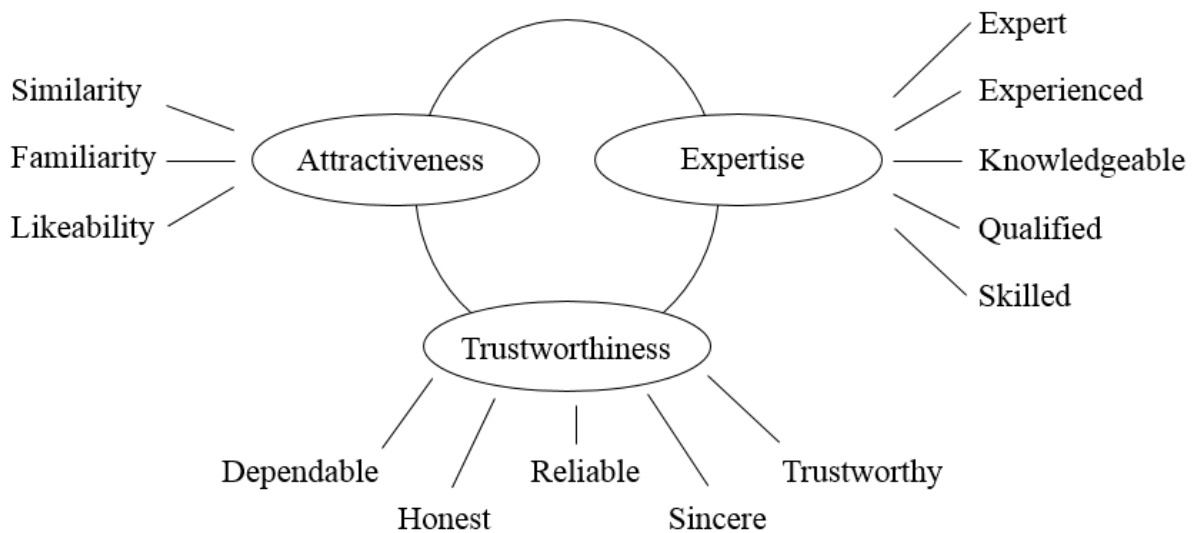 Expert
Similarity
Experienced
Familiarity
Attractiveness
Expertise
Knowledgeable
Likeability
Qualified
Skilled
Trustworthiness
Dependable
Reliable
Trustworthy
Honest
Sincere